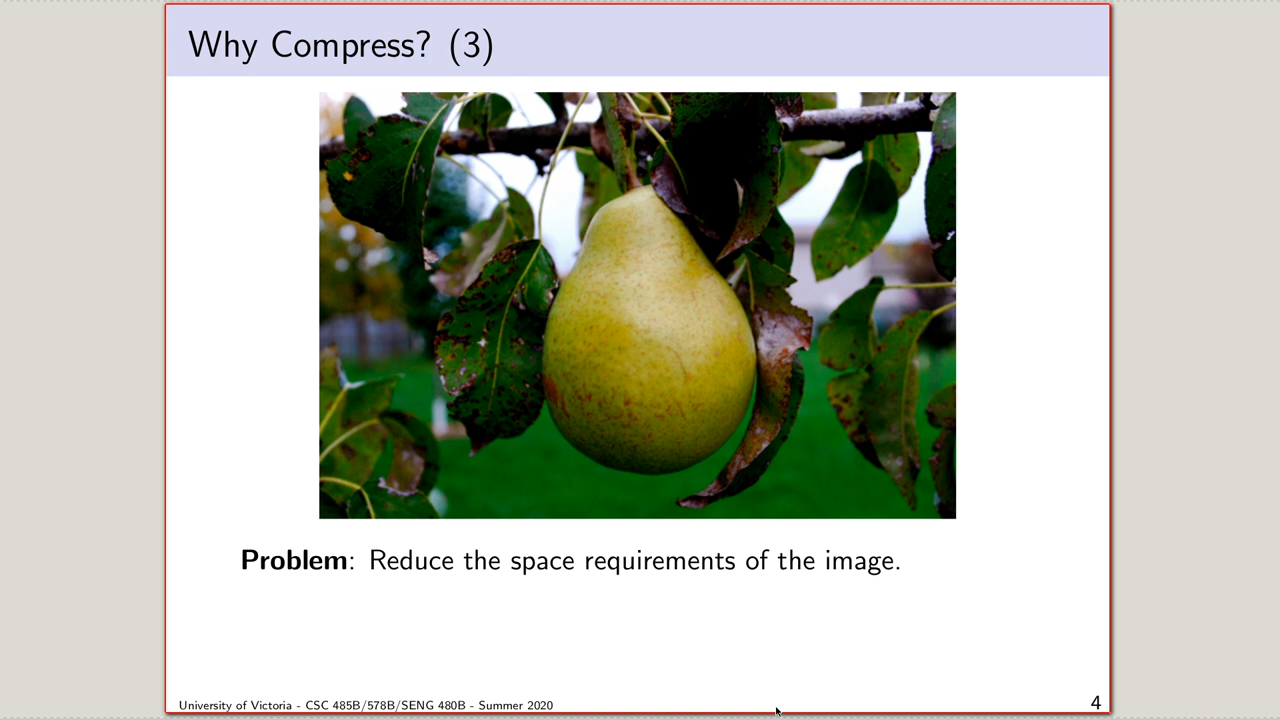 Why Compress? (3)
Problem: Reduce the space requirements of the image.
University of Victoria - CSC 485B/578B/SENG 480B - Summer 2020
4